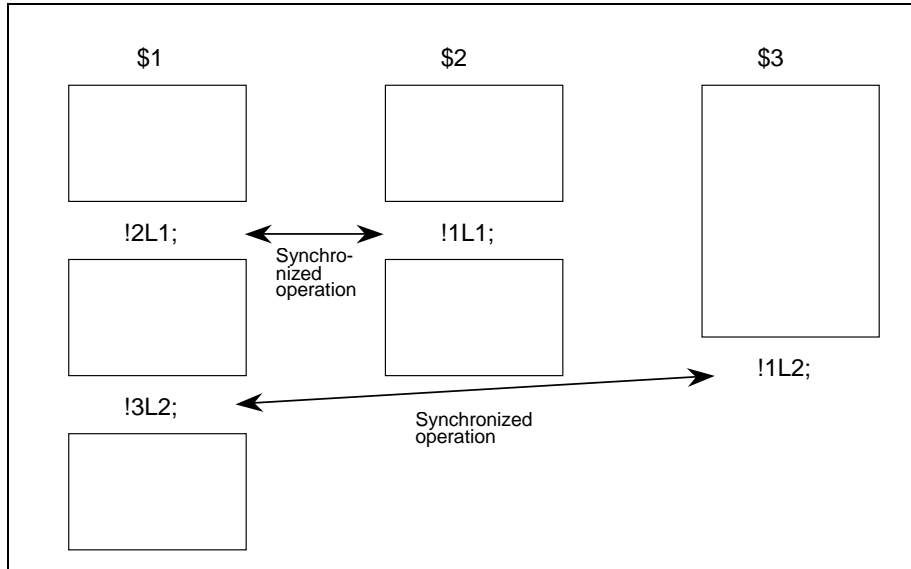 $1
$2
$3
!2L1;
!1L1;
Synchro-
nized
operation
!1L2;
!3L2;
Synchronized
operation